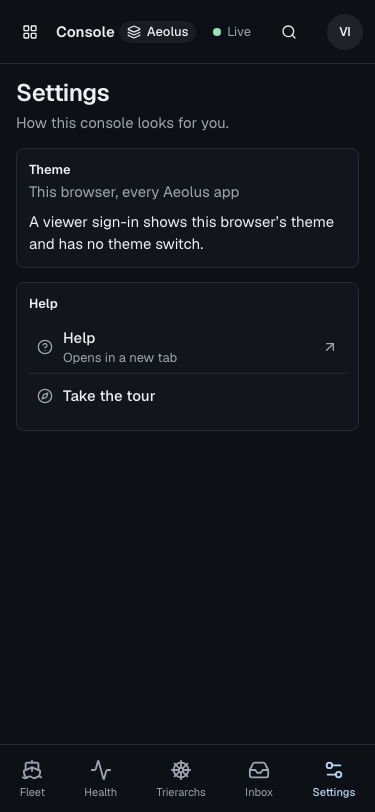 Console
Aeolus
Live
VI
Settings
How this console looks for you.
Theme
This browser, every Aeolus app
A viewer sign-in shows this browser's theme
and has no theme switch.
Help
Help
Opens in a new tab
Take the tour
Fleet
Health
Trierarchs
Inbox
Settings